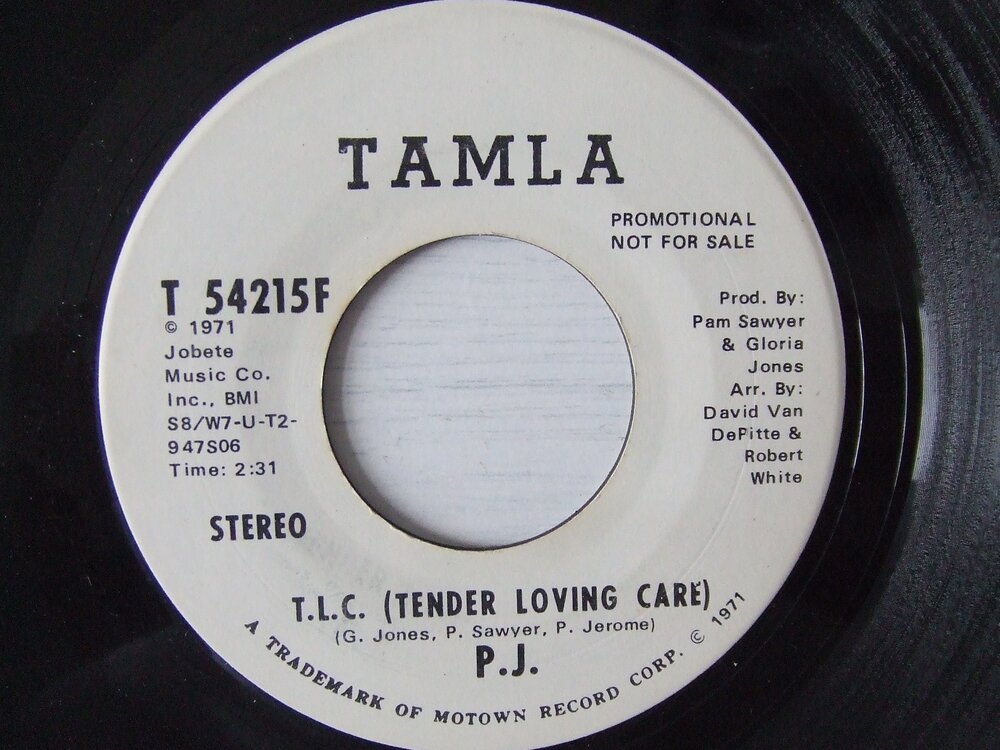 TAMLA
PROMOTIONAL
NOT FOR SALE
T 54215F
© 1971
Jobete
Music Co.
Inc., BMI
S8/W7-U-T2-
947S06
Time: 2:31
STEREO
Prod. By:
Pam Sawyer
& Gloria
Jones
Arr. By:
David Van
DePitte &
Robert
White
T.L.C. (TENDER LOVING CARE)
(G. Jones, P. Sawyer, P. Jerome)
P.J.
A TRADEMARK OF MOTOWN RECORD CORP. © 1971